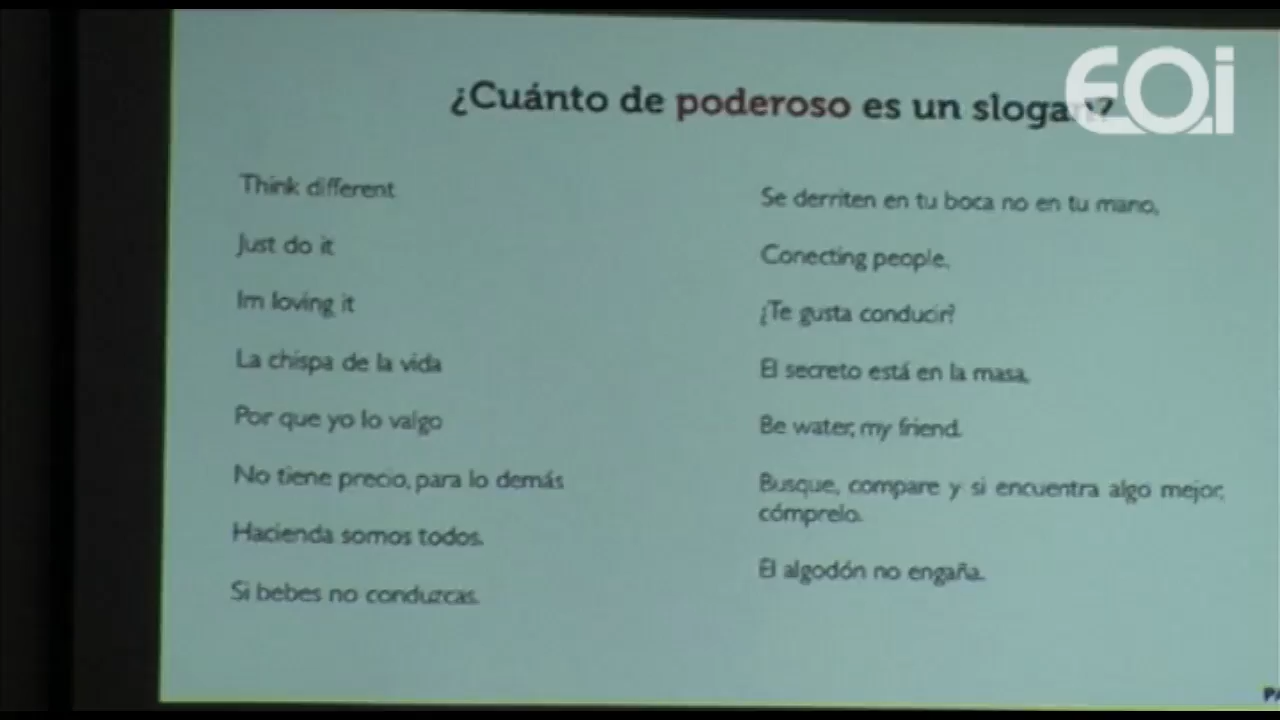 EOi
¿Cuánto de poderoso es un slogan?
Think different
Just do it
Im loving it
La chispa de la vida
Por que yo lo valgo
No tiene precio, para lo demás
Hacienda somos todos.
Si bebes no conduzcas.
Se derriten en tu boca no en tu mano,
Conecting people.
¿Te gusta conducir?
El secreto está en la masa.
Be water, my friend.
Busque, compare y si encuentra algo mejor,
cómprelo.
El algodón no engaña.